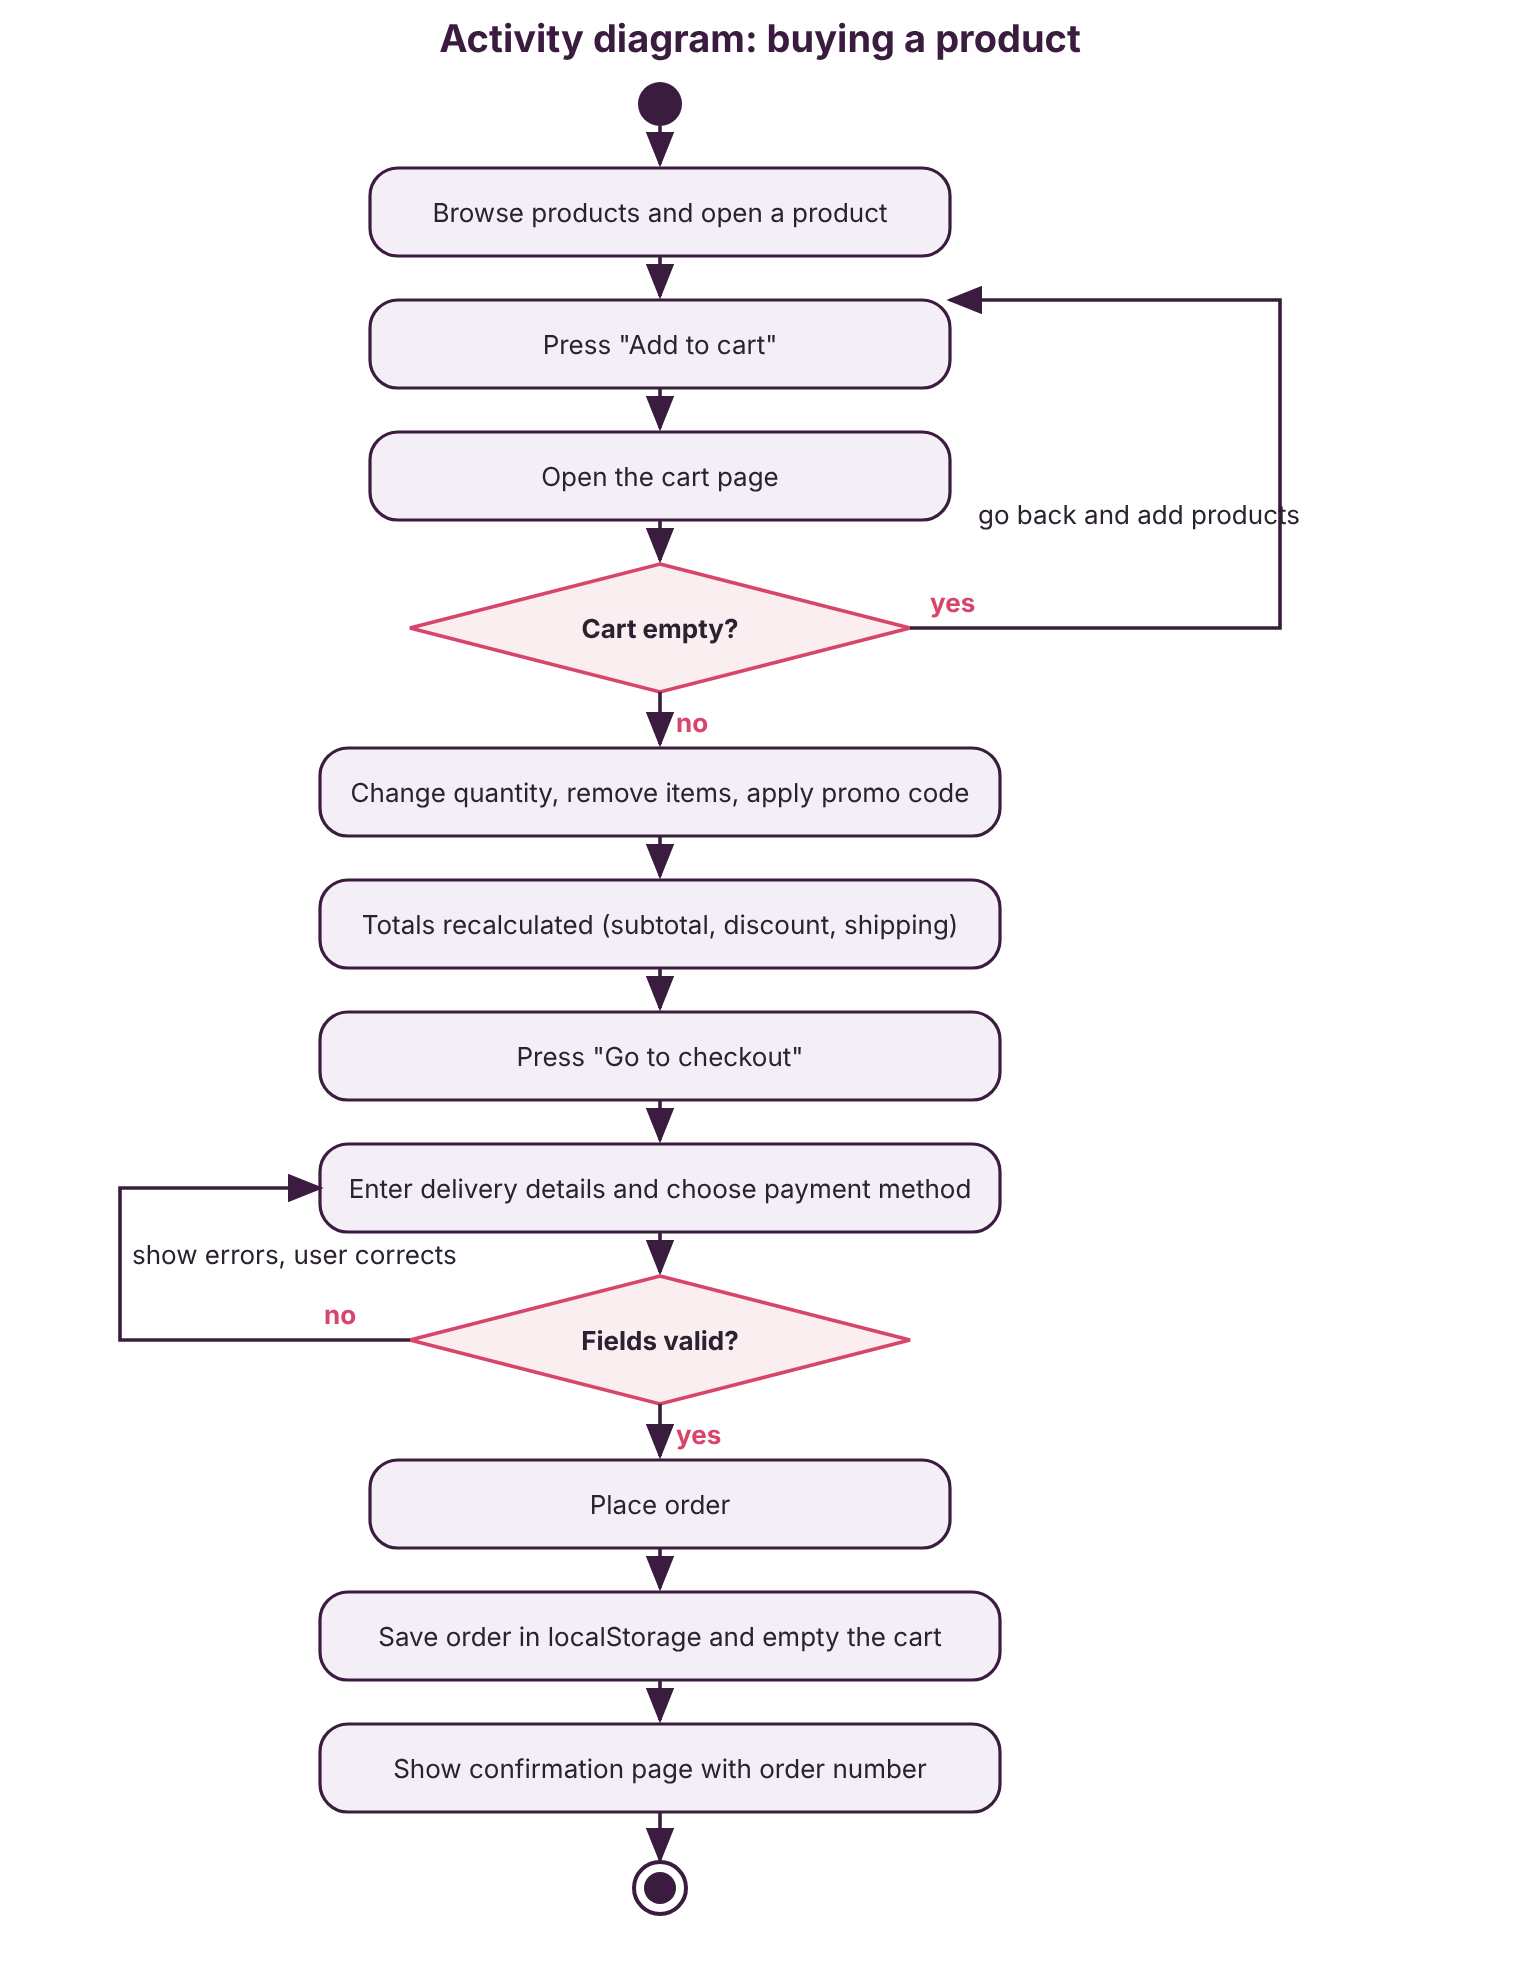 Activity diagram: buying a product
Browse products and open a product
Press "Add to cart"
Open the cart page
go back and add products
yes
Cart empty?
no
Change quantity, remove items, apply promo code
Totals recalculated (subtotal, discount, shipping)
Press "Go to checkout"
Enter delivery details and choose payment method
show errors, user corrects
no
Fields valid?
yes
Place order
Save order in localStorage and empty the cart
Show confirmation page with order number